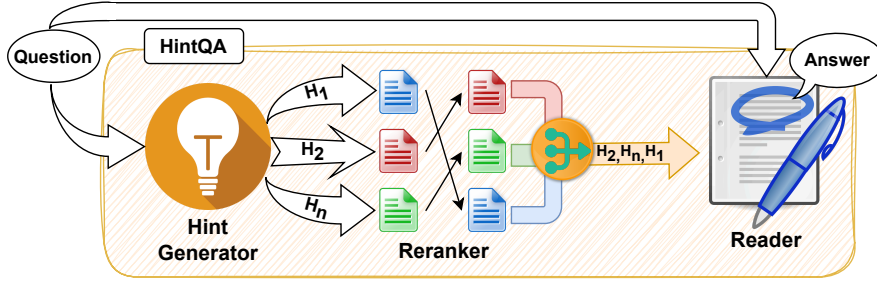 Question
HintQA
Answer
H1
H2
Hn
H2,Hn,H1
Hint
Generator
Reranker
Reader